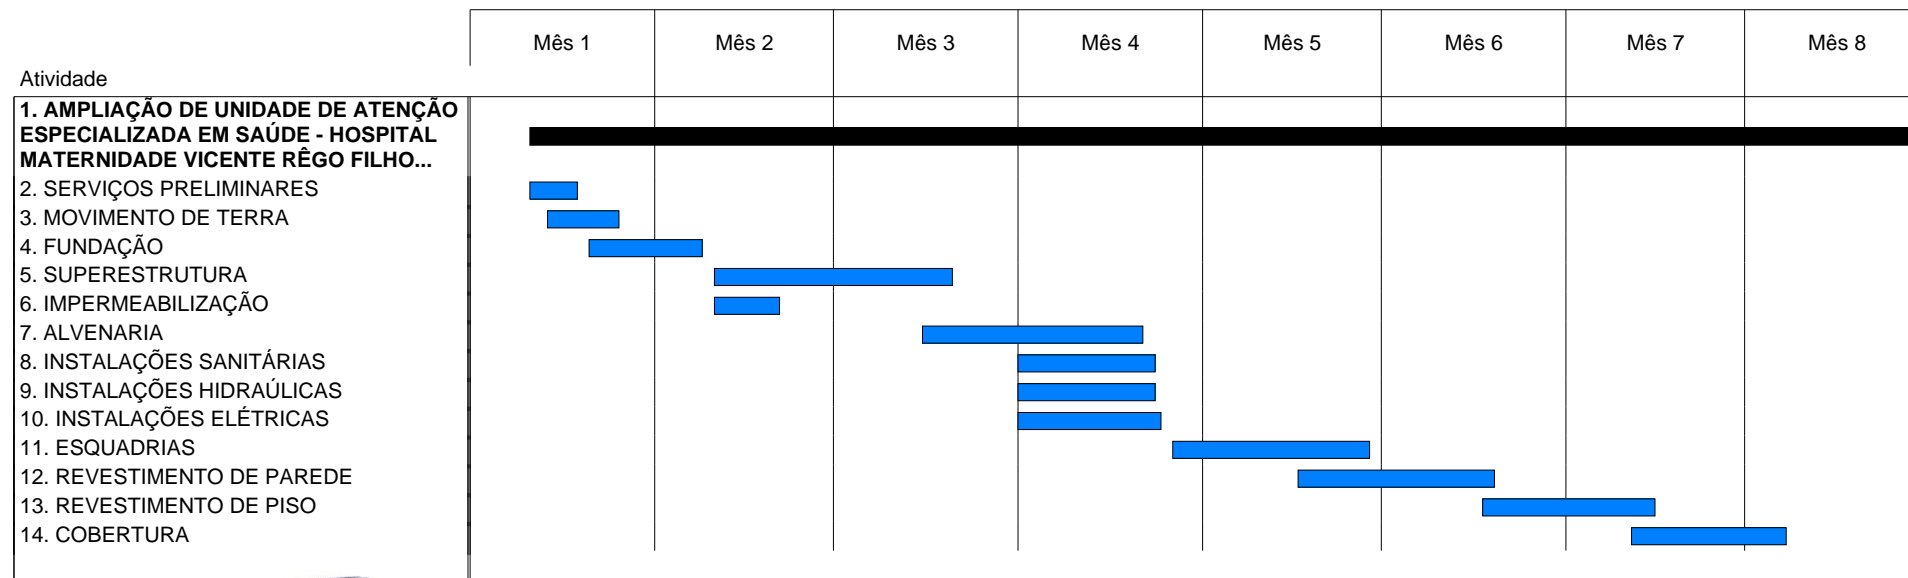 Mês 1 Mês 2 Mês 3 Mês 4 Mês 5 Mês 6 Mês 7 Mês 8
Atividade
1. AMPLIAÇÃO DE UNIDADE DE ATENÇÃO
ESPECIALIZADA EM SAÚDE - HOSPITAL
MATERNIDADE VICENTE RÊGO FILHO...
2. SERVIÇOS PRELIMINARES
3. MOVIMENTO DE TERRA
4. FUNDAÇÃO
5. SUPERESTRUTURA
6. IMPERMEABILIZAÇÃO
7. ALVENARIA
8. INSTALAÇÕES SANITÁRIAS
9. INSTALAÇÕES HIDRAÚLICAS
10. INSTALAÇÕES ELÉTRICAS
11. ESQUADRIAS
12. REVESTIMENTO DE PAREDE
13. REVESTIMENTO DE PISO
14. COBERTURA